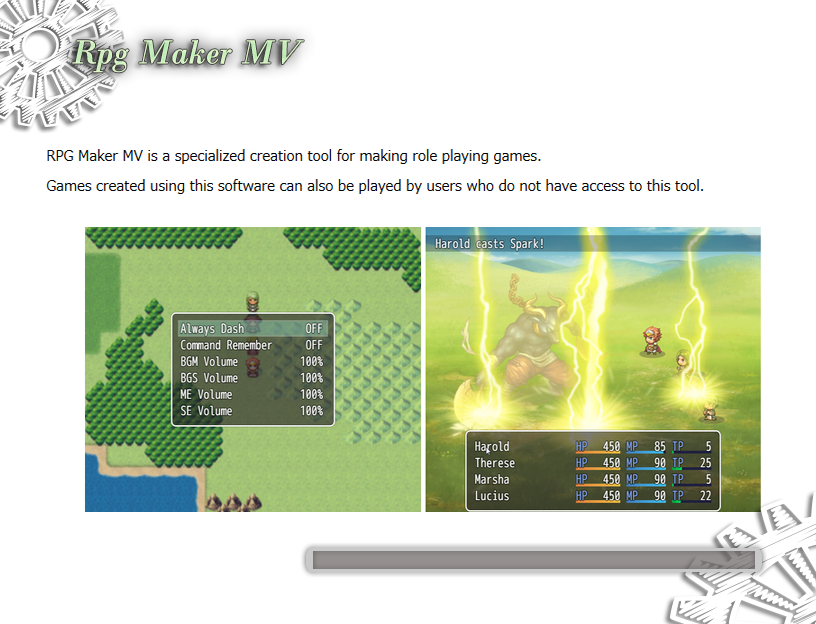 Rpg Maker MV
RPG Maker MV is a specialized creation tool for making role playing games.
Games created using this software can also be played by users who do not have access to this tool.
Always Dash OFF
Command Remember OFF
BGM Volume 100%
BGS Volume 100%
ME Volume 100%
SE Volume 100%
Harold casts Spark!
Harold HP 450 MP 85 TP 5
Therese HP 450 MP 90 TP 25
Marsha HP 450 MP 90 TP 5
Lucius HP 450 MP 90 TP 22